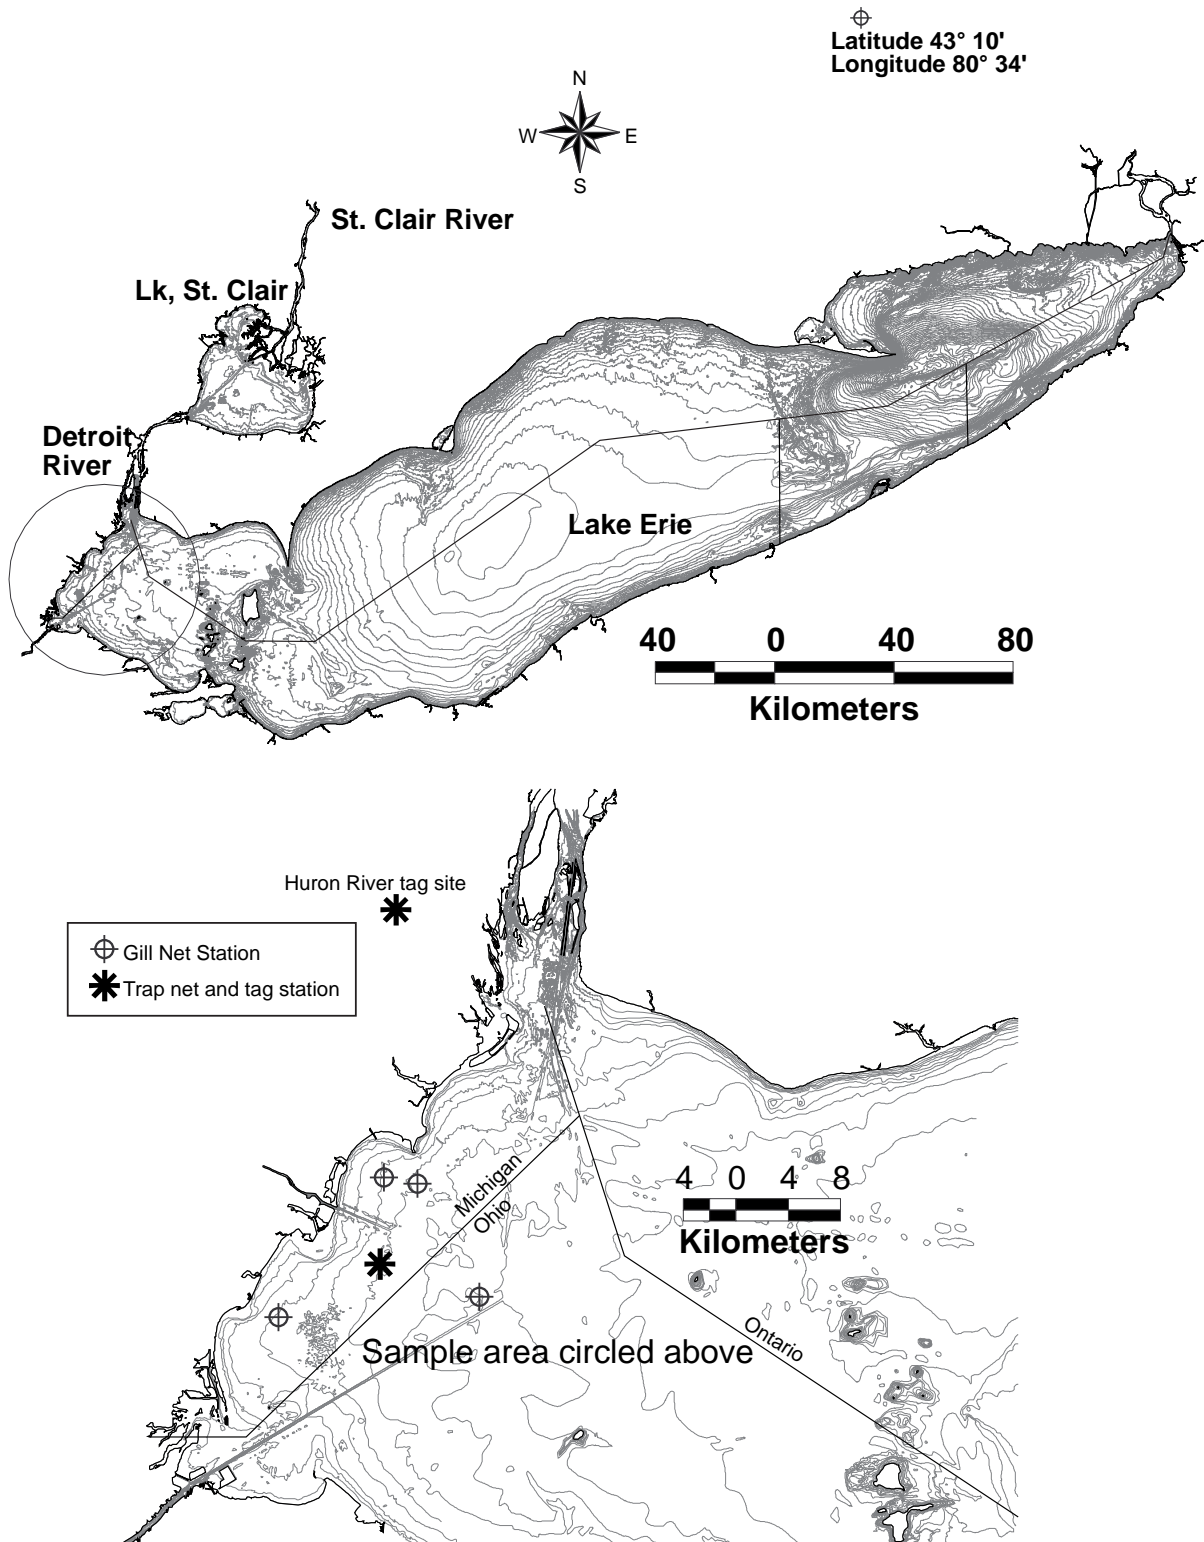 Latitude 43° 10'
Longitude 80° 34'
N
W E
S
St. Clair River
Lk, St. Clair
Detroit
River
Lake Erie
40 0 40 80
Kilometers
Huron River tag site
Gill Net Station
Trap net and tag station
Michigan
Ohio
4 0 4 8
Kilometers
Ontario
Sample area circled above